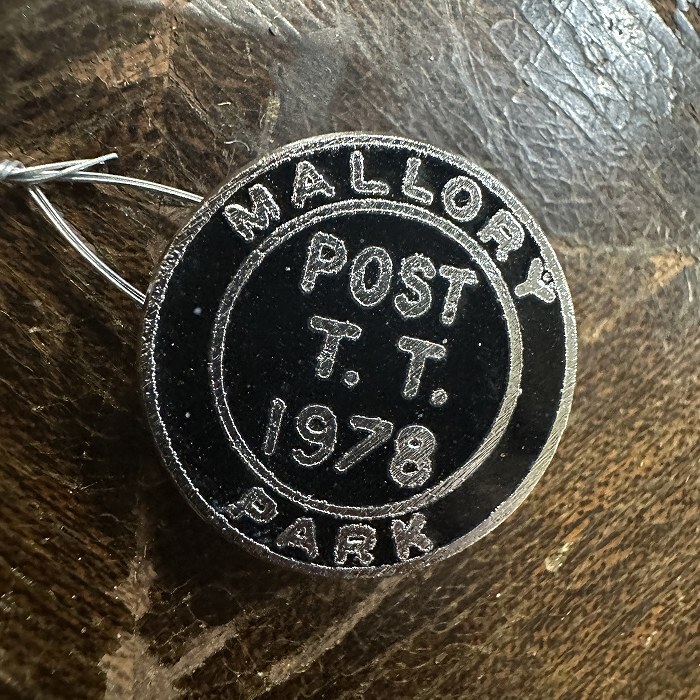 MALLORY
POST
T. T.
1978
PARK